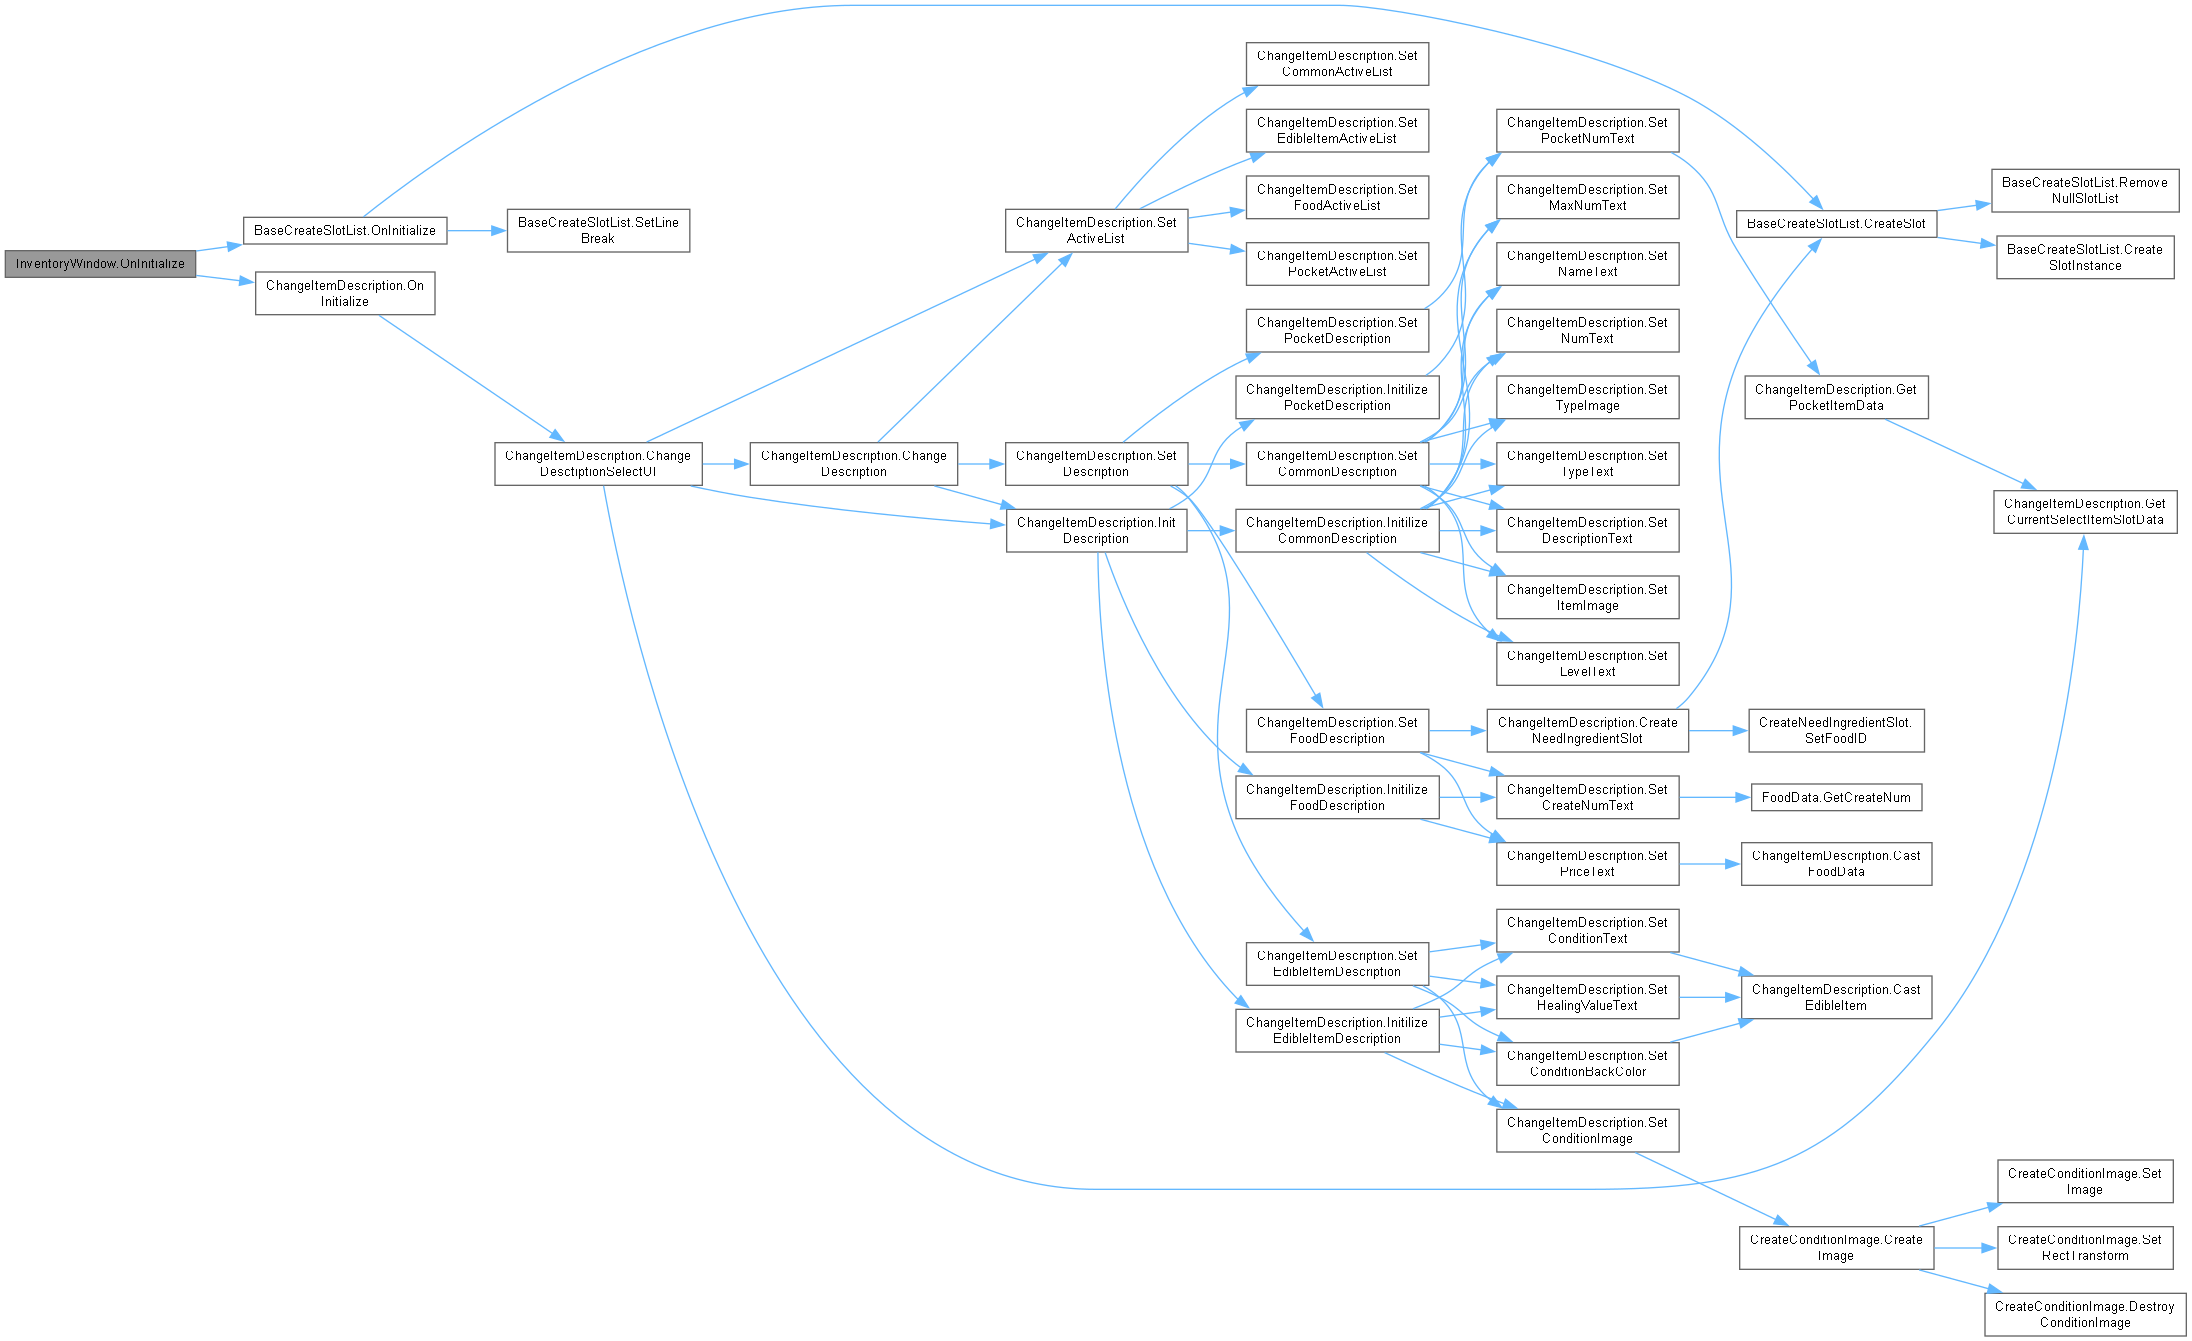 InventoryWindow.OnInitialize
BaseCreateSlotList.OnInitialize
ChangeItemDescription.On
Initialize
BaseCreateSlotList.SetLine
Break
ChangeItemDescription.Change
DesctiptionSelectUI
ChangeItemDescription.Change
Description
ChangeItemDescription.Set
ActiveList
ChangeItemDescription.Set
Description
ChangeItemDescription.Init
Description
ChangeItemDescription.Set
CommonActiveList
ChangeItemDescription.Set
EdibleItemActiveList
ChangeItemDescription.Set
FoodActiveList
ChangeItemDescription.Set
PocketActiveList
ChangeItemDescription.Set
PocketDescription
ChangeItemDescription.Initilize
PocketDescription
ChangeItemDescription.Set
CommonDescription
ChangeItemDescription.Initilize
CommonDescription
ChangeItemDescription.Set
FoodDescription
ChangeItemDescription.Initilize
FoodDescription
ChangeItemDescription.Set
EdibleItemDescription
ChangeItemDescription.Initilize
EdibleItemDescription
ChangeItemDescription.Set
PocketNumText
ChangeItemDescription.Set
MaxNumText
ChangeItemDescription.Set
NameText
ChangeItemDescription.Set
NumText
ChangeItemDescription.Set
TypeImage
ChangeItemDescription.Set
TypeText
ChangeItemDescription.Set
DescriptionText
ChangeItemDescription.Set
ItemImage
ChangeItemDescription.Set
LevelText
ChangeItemDescription.Create
NeedIngredientSlot
ChangeItemDescription.Set
CreateNumText
ChangeItemDescription.Set
PriceText
ChangeItemDescription.Set
ConditionText
ChangeItemDescription.Set
HealingValueText
ChangeItemDescription.Set
ConditionBackColor
ChangeItemDescription.Set
ConditionImage
BaseCreateSlotList.CreateSlot
ChangeItemDescription.Get
PocketItemData
CreateNeedIngredientSlot.
SetFoodID
FoodData.GetCreateNum
ChangeItemDescription.Cast
FoodData
ChangeItemDescription.Cast
EdibleItem
CreateConditionImage.Create
Image
BaseCreateSlotList.Remove
NullSlotList
BaseCreateSlotList.Create
SlotInstance
ChangeItemDescription.Get
CurrentSelectItemSlotData
CreateConditionImage.Set
Image
CreateConditionImage.Set
RectTransform
CreateConditionImage.Destroy
ConditionImage